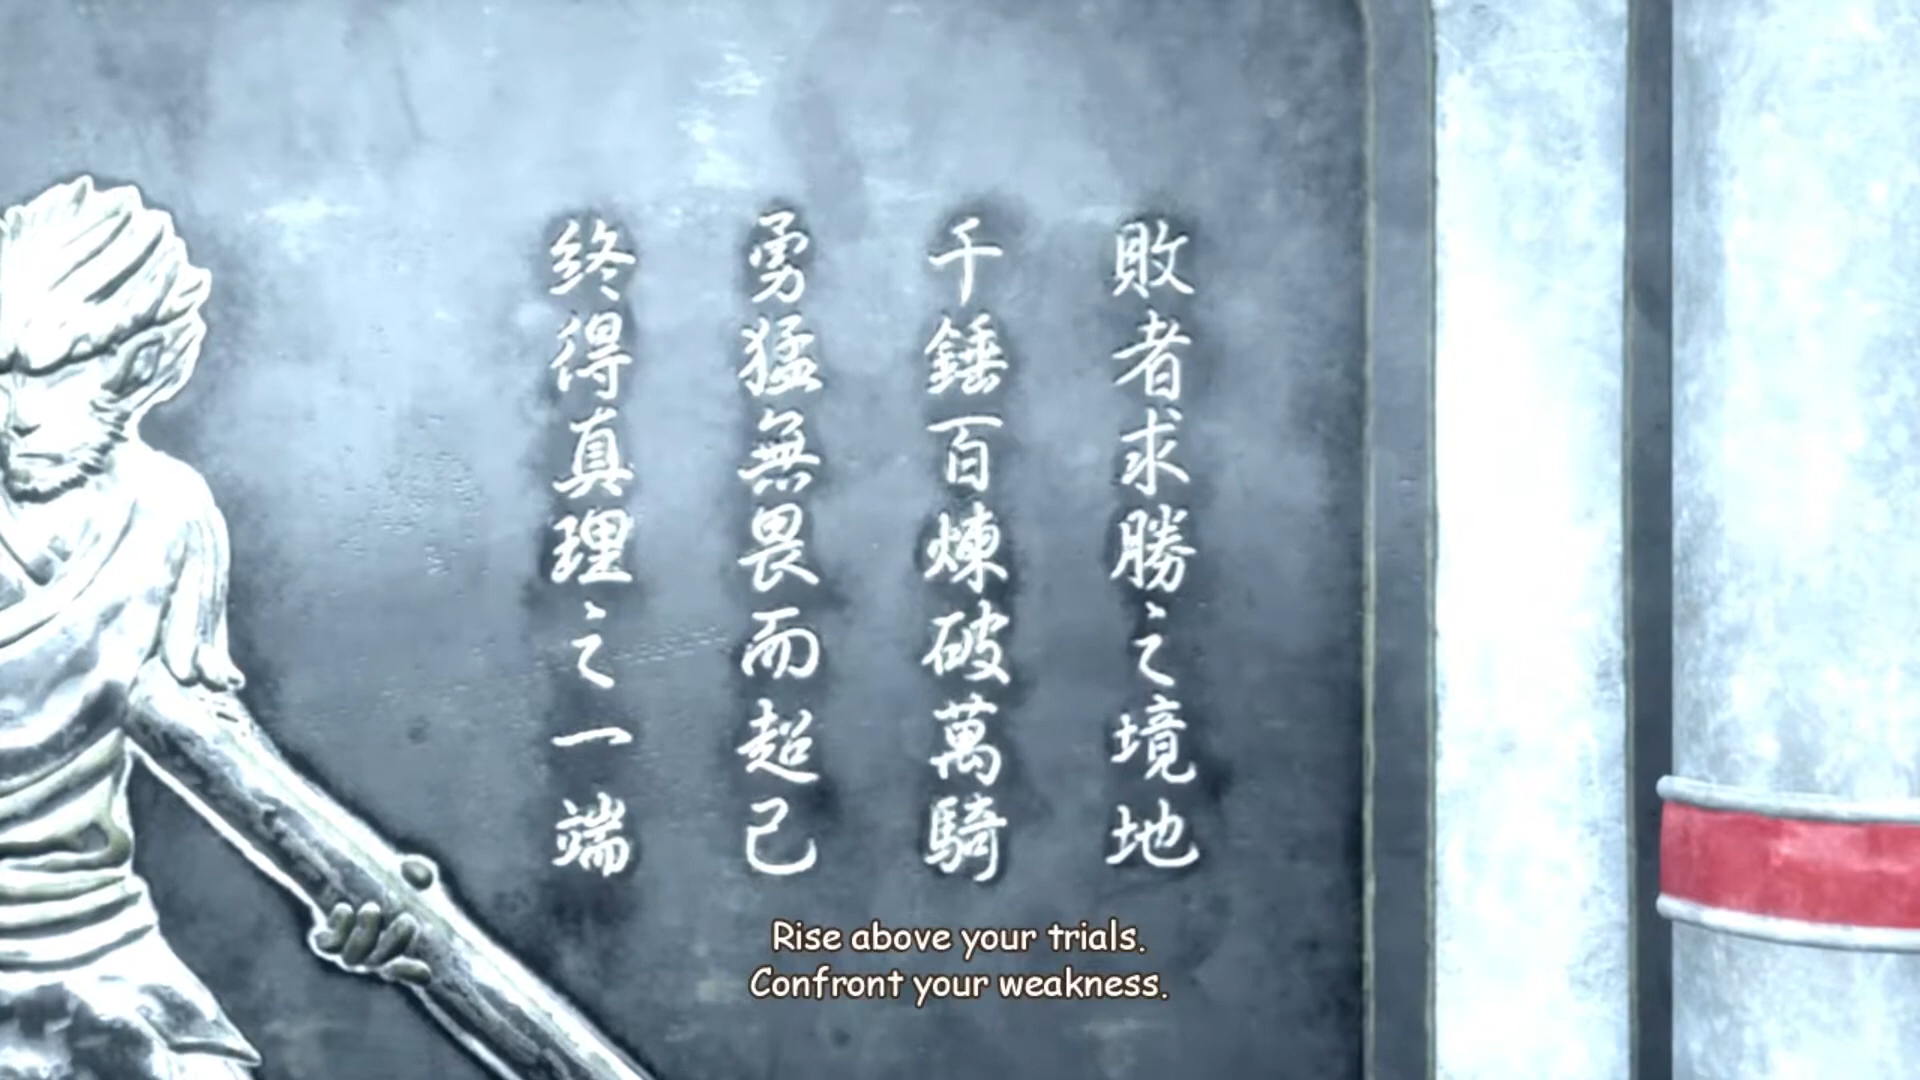 敗者求勝之境地
千錘百煉破萬騎
勇猛無畏而超己
終得真理之一端
Rise above your trials.
Confront your weakness.